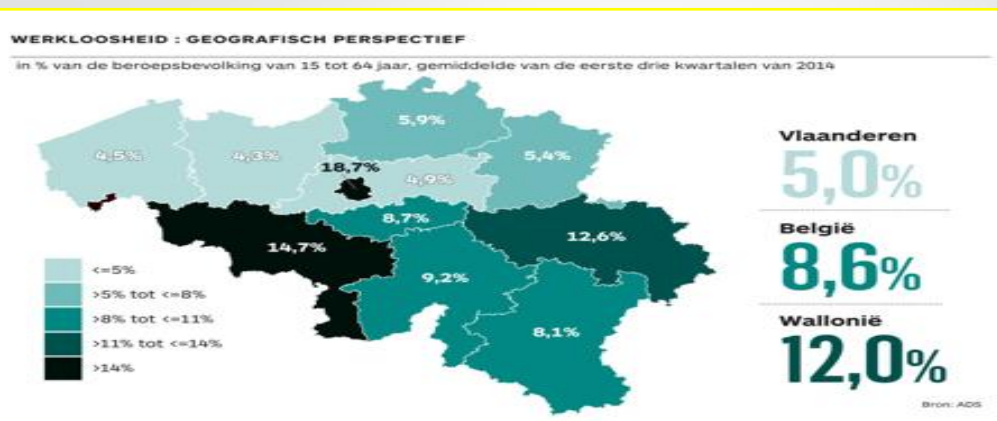 WERKLOOSHEID : GEOGRAFISCH PERSPECTIEF
in % van de beroepsbevolking van 15 tot 64 jaar, gemiddelde van de eerste drie kwartalen van 2014
5,9%
4,5%
4,3%
5,4%
18,7%
4,9%
8,7%
14,7%
12,6%
9,2%
8,1%
<=5%
>5% tot <=8%
>8% tot <=11%
>11% tot <=14%
>14%
Vlaanderen
5,0%
België
8,6%
Wallonië
12,0%
Bron: ADS